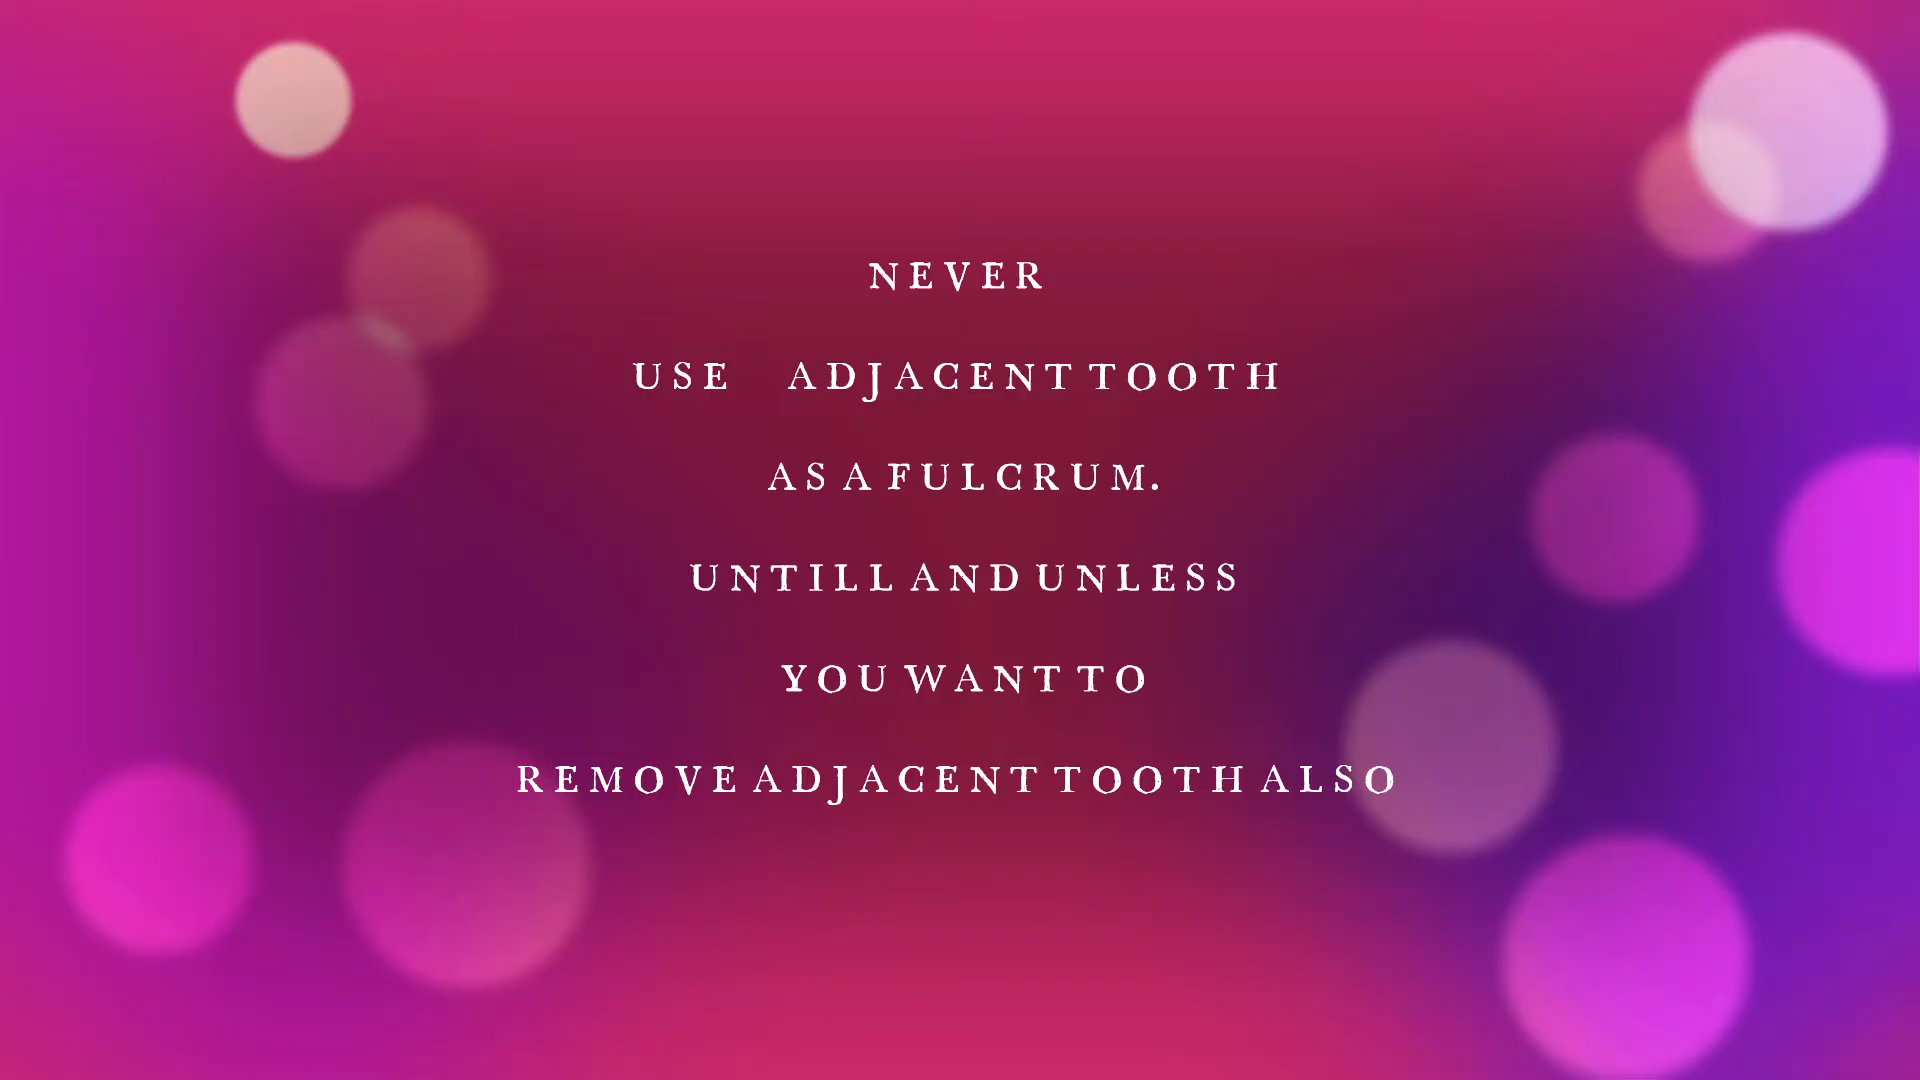 NEVER
USE ADJACENT TOOTH
AS A FULCRUM.
UNTILL AND UNLESS
YOU WANT TO
REMOVE ADJACENT TOOTH ALSO